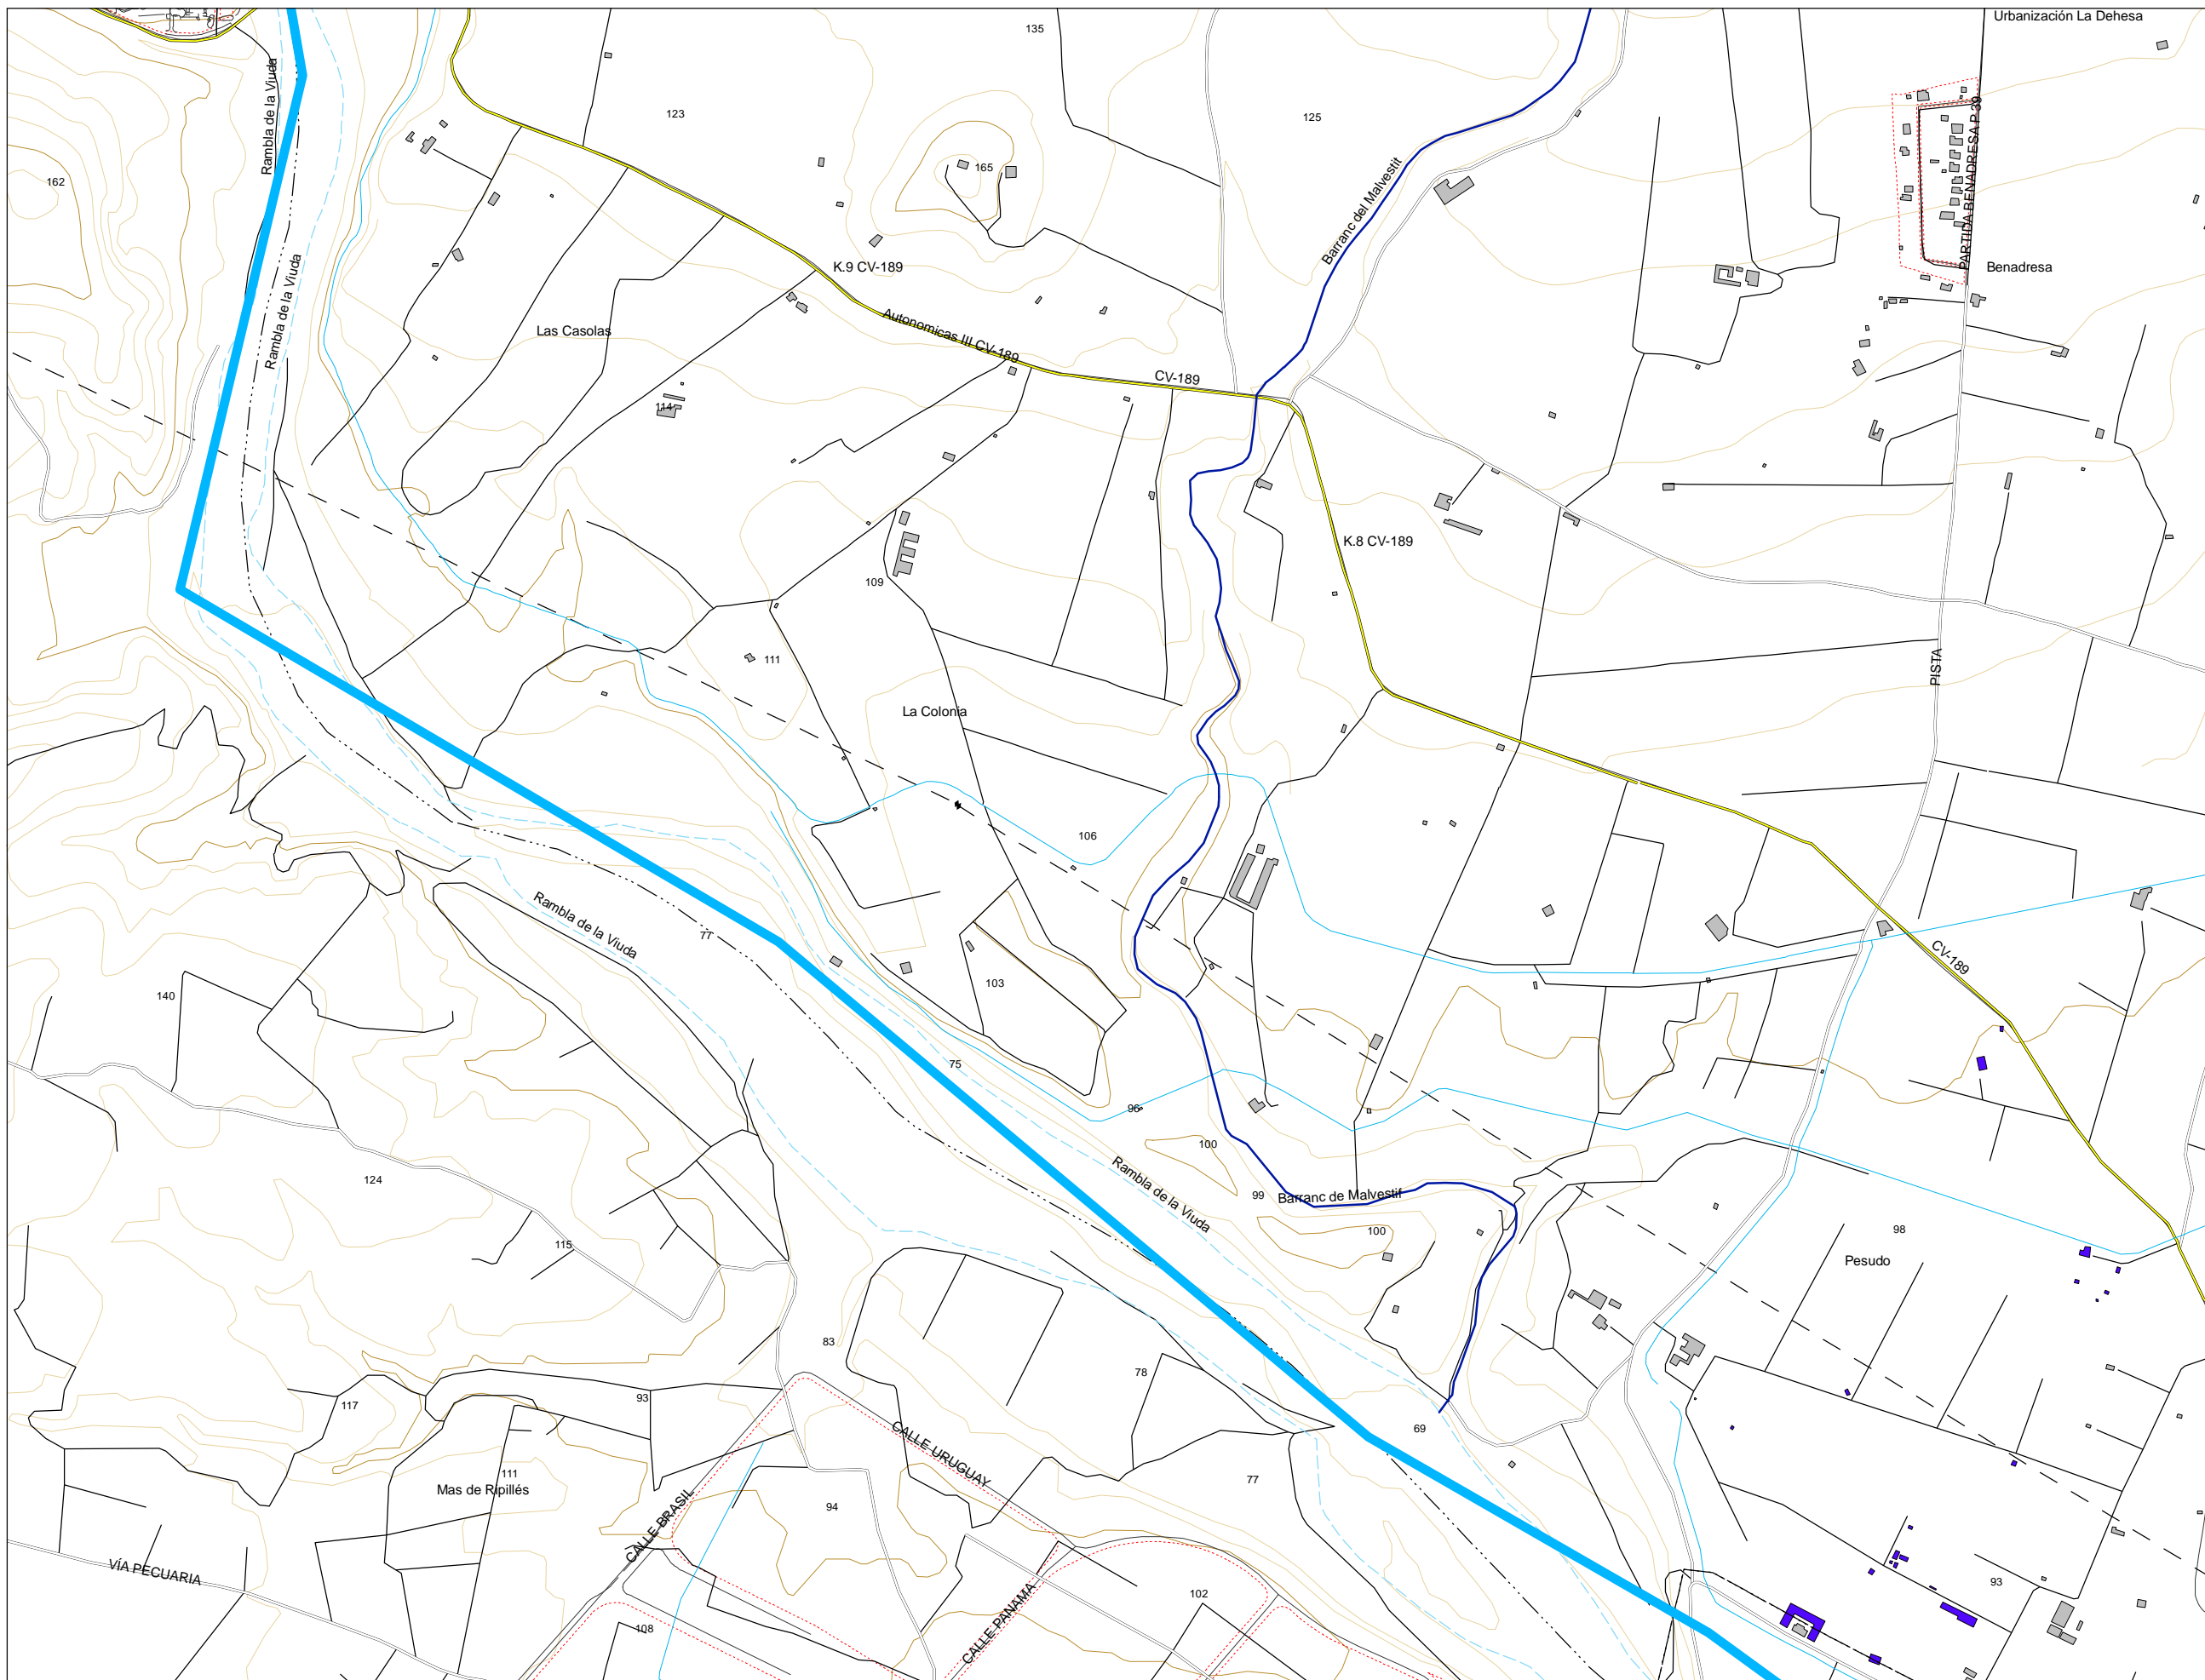 Urbanización La Dehesa
135
Rambla de la Viuda
123
125
PARTIDA BENADRESA P 39
165
162
Barranc del Malvestit
K.9 CV-189
Benadresa
Rambla de la Viuda
Las Casolas
Autonomicas III CV-189
CV-189
114
K.8 CV-189
109
111
PISTA
La Colonia
106
Rambla de la Viuda
77
CV-189
103
140
75
96
100
124
Rambla de la Viuda
99
Barranc de Malvestif
100
98
115
Pesudo
83
78
93
117
69
CALLE URUGUAY
111
77
Mas de Ripillés
94
CALLE BRASIL
VÍA PECUARIA
93
102
CALLE PANAMA
108